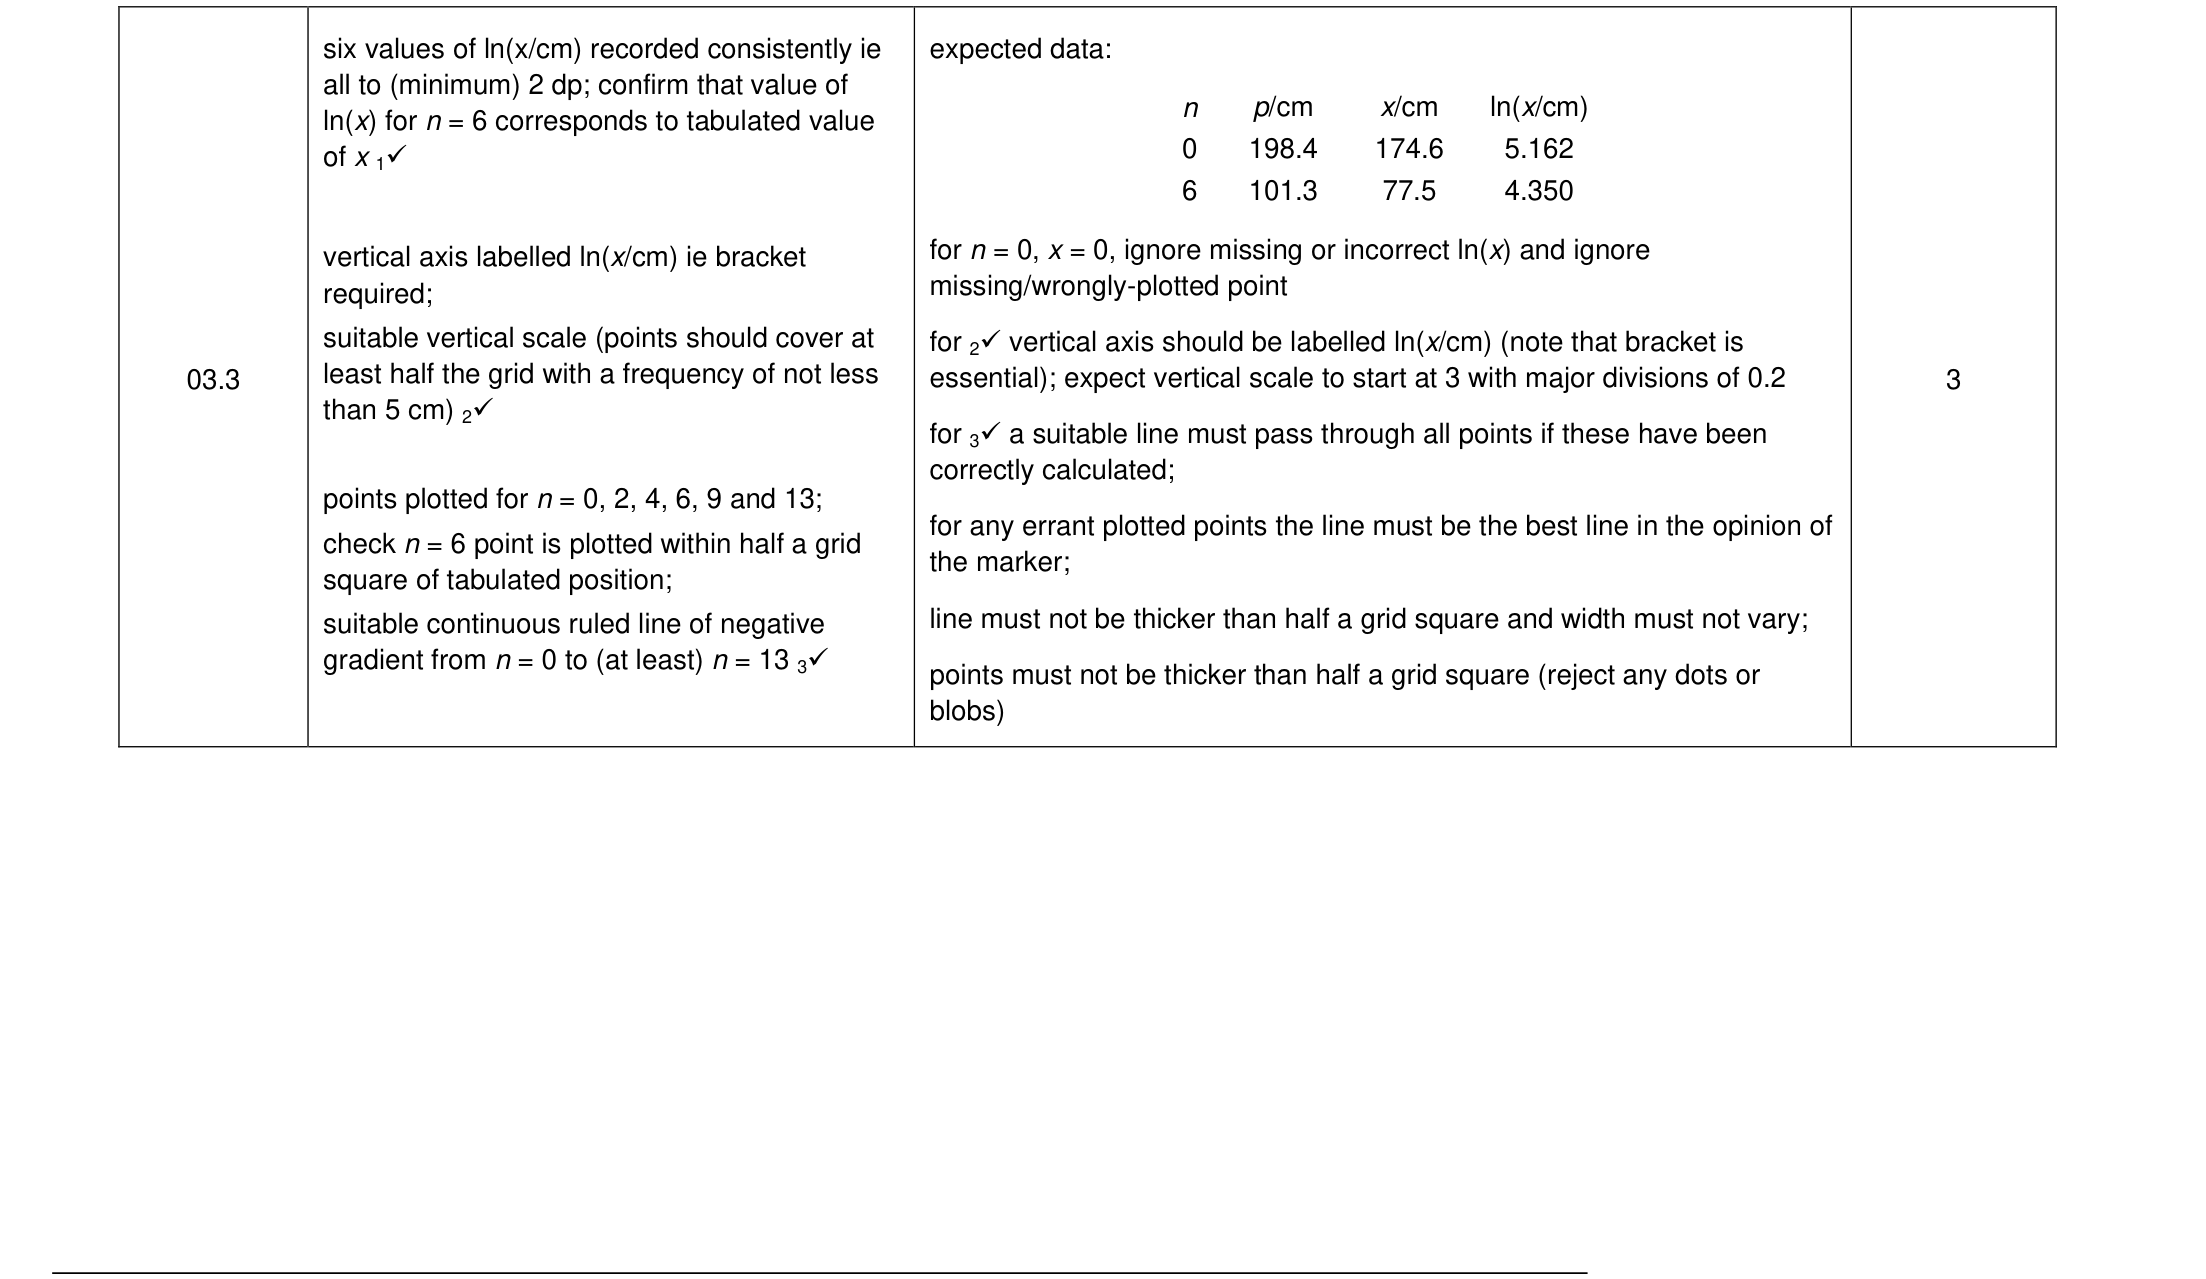 03.3
six values of ln(x/cm) recorded consistently ie
all to (minimum) 2 dp; confirm that value of
ln(x) for n = 6 corresponds to tabulated value
of x ₁✓
vertical axis labelled ln(x/cm) ie bracket
required;
suitable vertical scale (points should cover at
least half the grid with a frequency of not less
than 5 cm) ₂✓
points plotted for n = 0, 2, 4, 6, 9 and 13;
check n = 6 point is plotted within half a grid
square of tabulated position;
suitable continuous ruled line of negative
gradient from n = 0 to (at least) n = 13 ₃✓
expected data:
n p/cm x/cm ln(x/cm)
0 198.4 174.6 5.162
6 101.3 77.5 4.350
for n = 0, x = 0, ignore missing or incorrect ln(x) and ignore
missing/wrongly-plotted point
for ₂✓ vertical axis should be labelled ln(x/cm) (note that bracket is
essential); expect vertical scale to start at 3 with major divisions of 0.2
for ₃✓ a suitable line must pass through all points if these have been
correctly calculated;
for any errant plotted points the line must be the best line in the opinion of
the marker;
line must not be thicker than half a grid square and width must not vary;
points must not be thicker than half a grid square (reject any dots or
blobs)
3